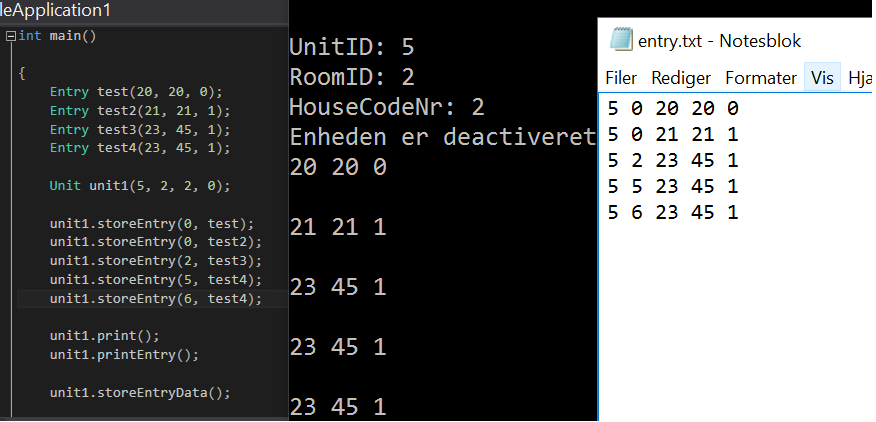 leApplication1
int main()
{
Entry test(20, 20, 0);
Entry test2(21, 21, 1);
Entry test3(23, 45, 1);
Entry test4(23, 45, 1);
Unit unit1(5, 2, 2, 0);
unit1.storeEntry(0, test);
unit1.storeEntry(0, test2);
unit1.storeEntry(2, test3);
unit1.storeEntry(5, test4);
unit1.storeEntry(6, test4);
unit1.print();
unit1.printEntry();
unit1.storeEntryData();
UnitID: 5
RoomID: 2
HouseCodeNr: 2
Enheden er deactiveret
20 20 0
21 21 1
23 45 1
23 45 1
23 45 1
entry.txt - Notesblok
Filer Rediger Formater Vis Hja
5 0 20 20 0
5 0 21 21 1
5 2 23 45 1
5 5 23 45 1
5 6 23 45 1